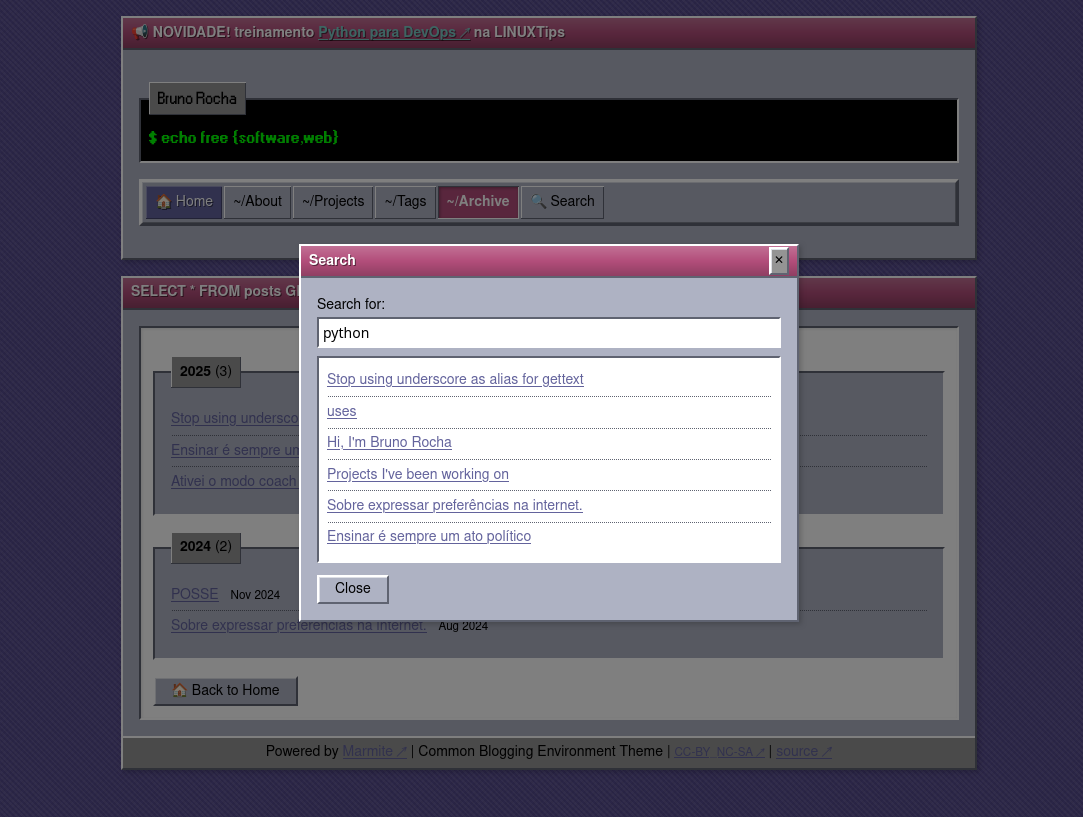 📢 NOVIDADE! treinamento Python para DevOps ↗ na LINUXTips
Bruno Rocha
$ echo free {software,web}
🏠 Home ~/About ~/Projects ~/Tags ~/Archive 🔍 Search
Search ×
SELECT * FROM posts
Search for:
python
Stop using underscore as alias for gettext
uses
Hi, I'm Bruno Rocha
Projects I've been working on
Sobre expressar preferências na internet.
Ensinar é sempre um ato político
Close
2025 (3)
Stop using undersco
Ensinar é sempre um
Ativei o modo coach
2024 (2)
POSSE Nov 2024
Sobre expressar preferências na internet. Aug 2024
🏠 Back to Home
Powered by Marmite ↗ | Common Blogging Environment Theme | CC-BY_NC-SA ↗ | source ↗